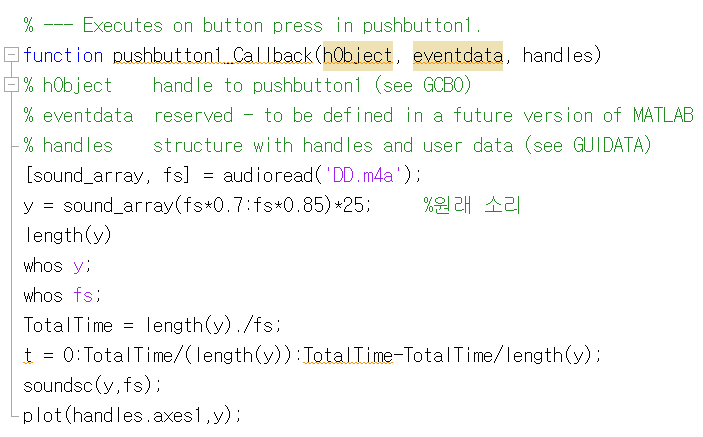 % --- Executes on button press in pushbutton1.
function pushbutton1_Callback(hObject, eventdata, handles)
% hObject    handle to pushbutton1 (see GCBO)
% eventdata  reserved - to be defined in a future version of MATLAB
% handles    structure with handles and user data (see GUIDATA)
[sound_array, fs] = audioread('DD.m4a');
y = sound_array(fs*0.7:fs*0.85)*25;     %원래 소리
length(y)
whos y;
whos fs;
TotalTime = length(y)./fs;
t = 0:TotalTime/(length(y)):TotalTime-TotalTime/length(y);
soundsc(y,fs);
plot(handles.axes1,y);